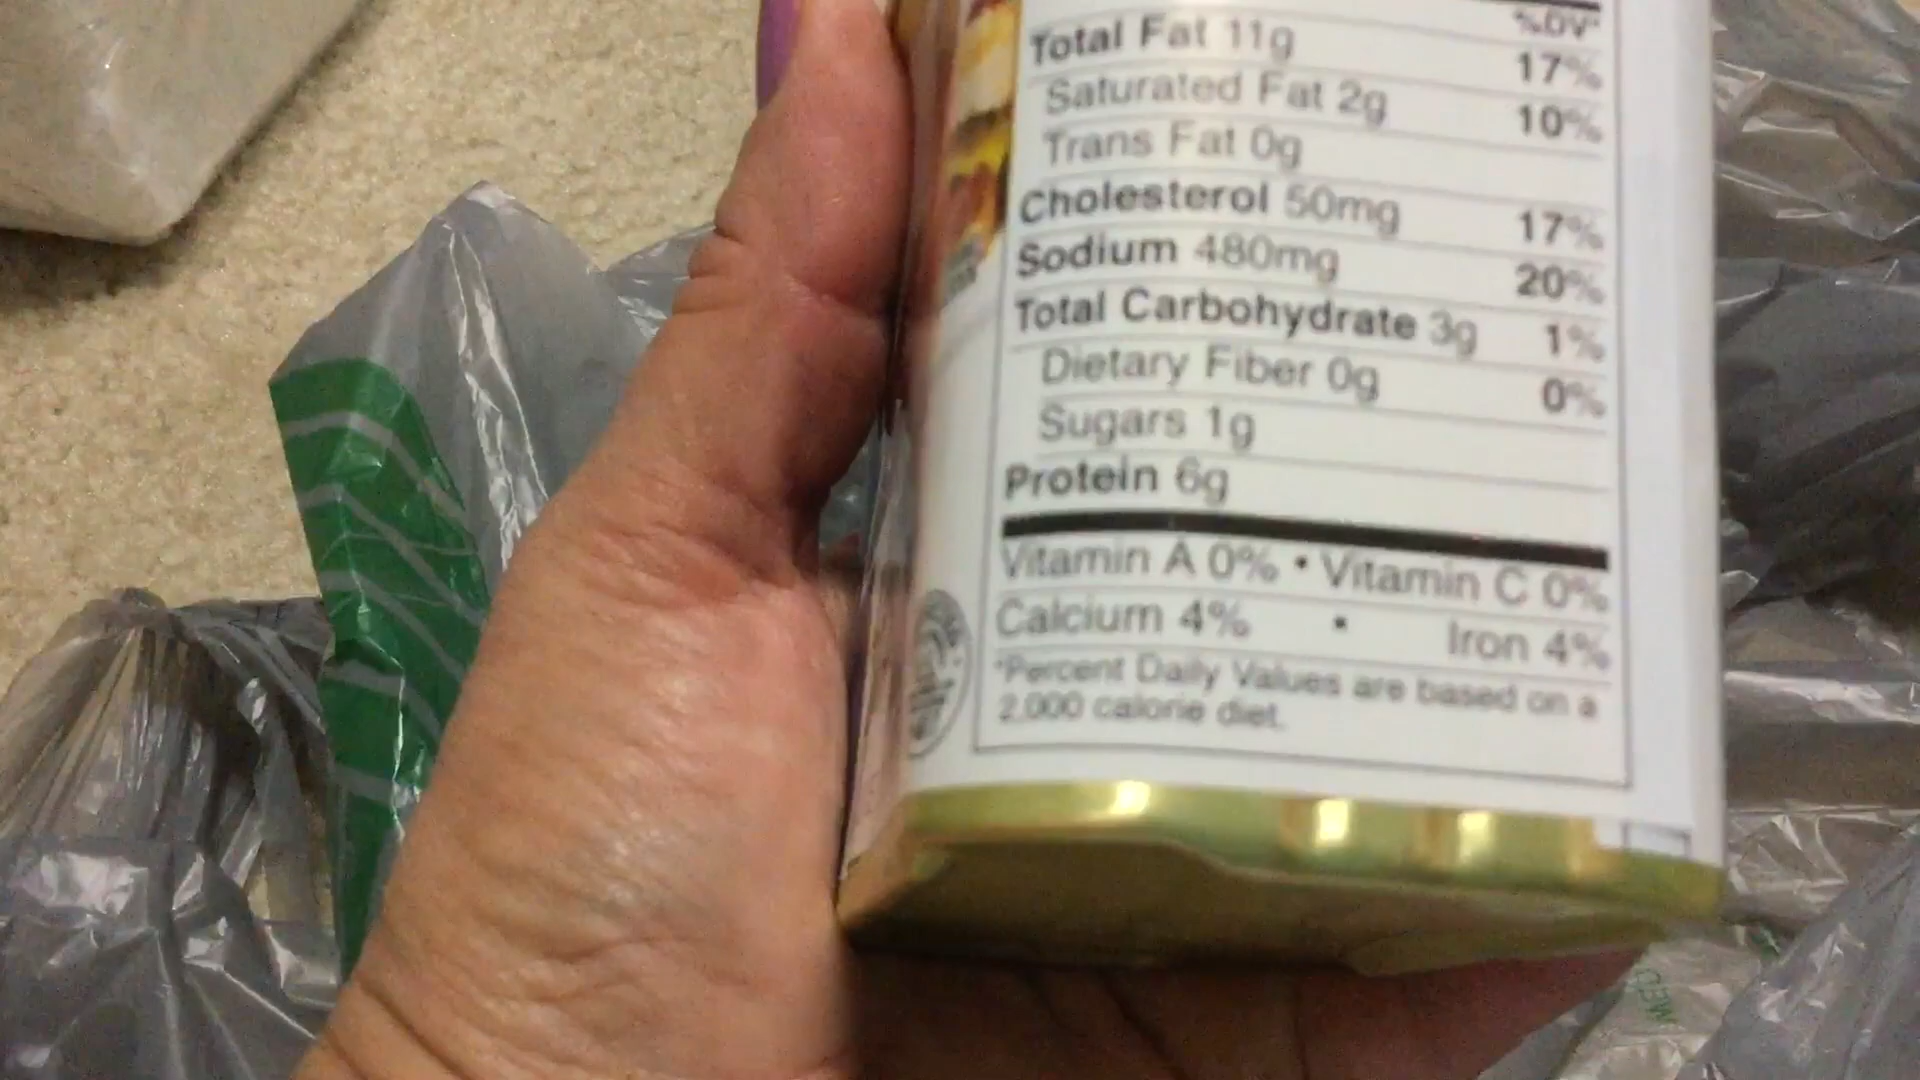 %DV*
Total Fat 11g 17%
Saturated Fat 2g 10%
Trans Fat 0g
Cholesterol 50mg 17%
Sodium 480mg 20%
Total Carbohydrate 3g 1%
Dietary Fiber 0g 0%
Sugars 1g
Protein 6g
Vitamin A 0% • Vitamin C 0%
Calcium 4% • Iron 4%
*Percent Daily Values are based on a
2,000 calorie diet.